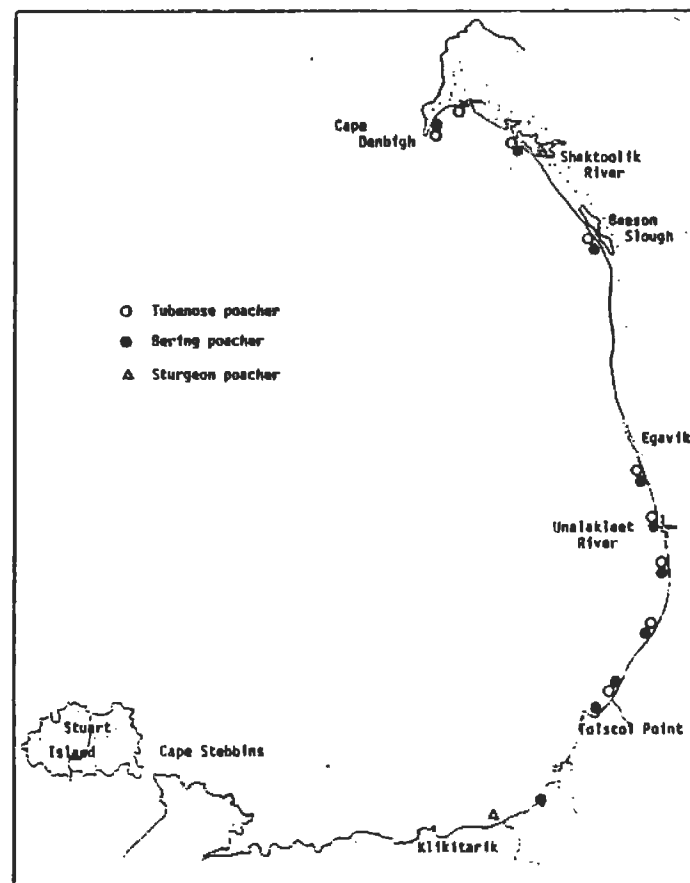 Cape
Denbigh
Shaktoolik
River
Beeson
Slough
Tubenose poacher
Bering poacher
Sturgeon poacher
Egavik
Unalakleet
River
Tolstoi Point
Stuart
Island
Cape Stebbins
Klikitarik